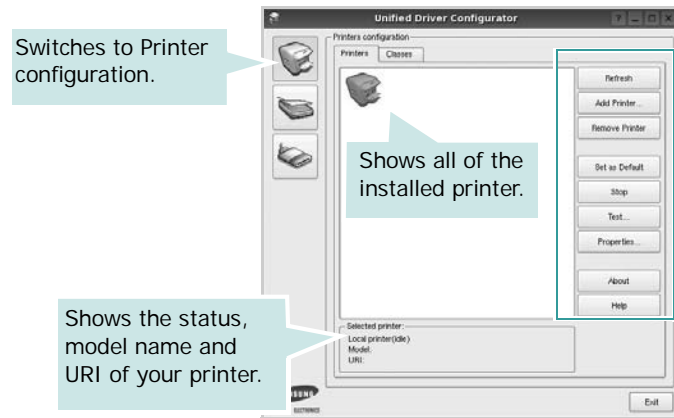 Unified Driver Configurator
Switches to Printer
configuration.
Printers configuration
Printers
Classes
Refresh
Add Printer...
Remove Printer
Set as Default
Stop
Test...
Properties...
About
Help
Shows all of the
installed printer.
Shows the status,
model name and
URI of your printer.
Selected printer:
Local printer(idle)
Model:
URI:
ELECTRONICS
Exit